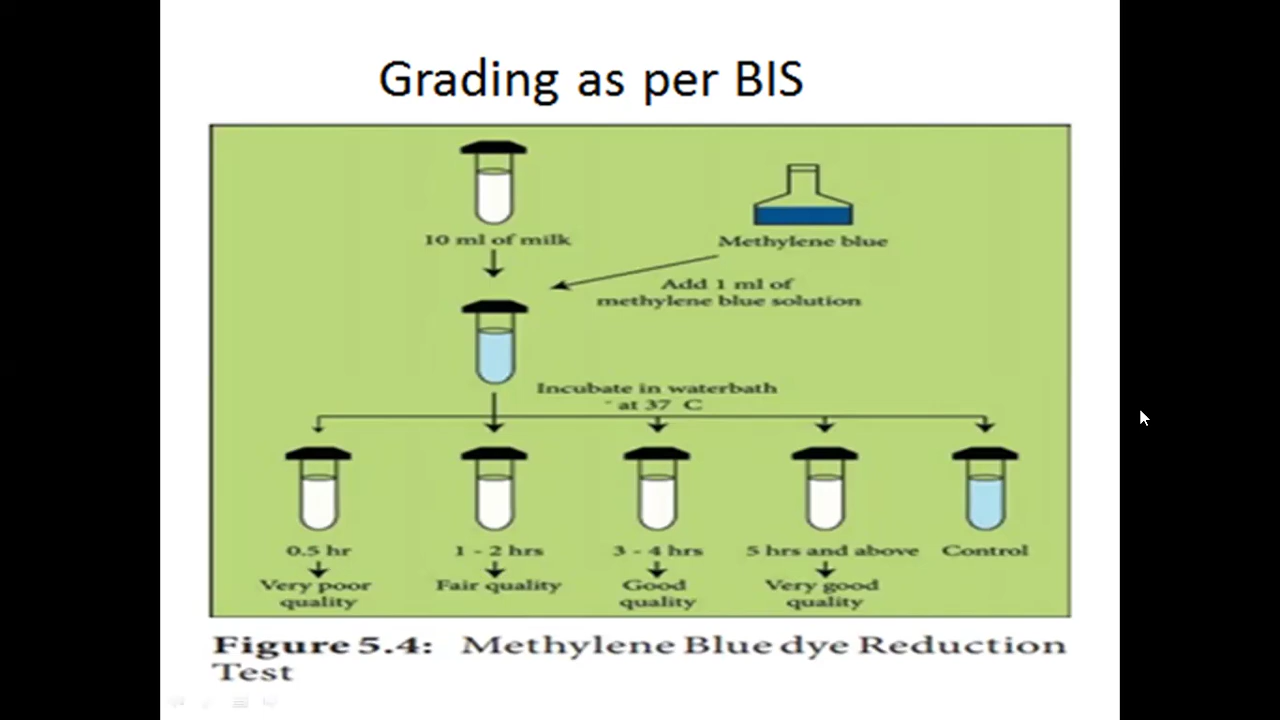 Grading as per BIS
10 ml of milk
Methylene blue
Add 1 ml of
methylene blue solution
Incubate in waterbath
at 37 C
0.5 hr
1 - 2 hrs
3 - 4 hrs
5 hrs and above
Control
Very poor
quality
Fair quality
Good
quality
Very good
quality
Figure 5.4: Methylene Blue dye Reduction
Test